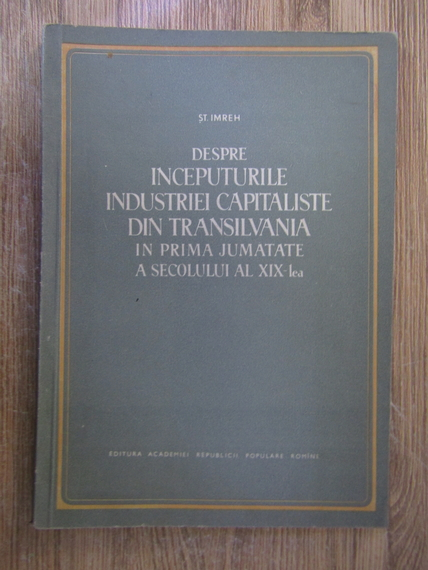 ȘT. IMREH
DESPRE
INCEPUTURILE
INDUSTRIEI CAPITALISTE
DIN TRANSILVANIA
IN PRIMA JUMATATE
A SECOLULUI AL XIX-lea
EDITURA ACADEMIEI REPUBLICII POPULARE ROMÎNE